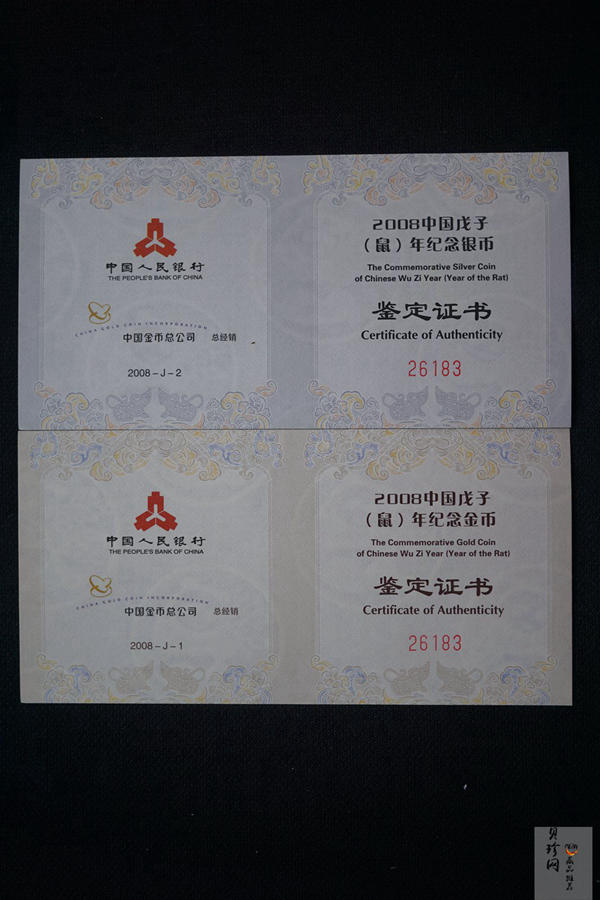 中国人民银行
THE PEOPLE'S BANK OF CHINA
CHINA GOLD COIN INCORPORATION
中国金币总公司 总经销
2008-J-2
2008中国戊子
（鼠）年纪念银币
The Commemorative Silver Coin
of Chinese Wu Zi Year (Year of the Rat)
鉴定证书
Certificate of Authenticity
26183
中国人民银行
THE PEOPLE'S BANK OF CHINA
CHINA GOLD COIN INCORPORATION
中国金币总公司 总经销
2008-J-1
2008中国戊子
（鼠）年纪念金币
The Commemorative Gold Coin
of Chinese Wu Zi Year (Year of the Rat)
鉴定证书
Certificate of Authenticity
26183
贝珍网